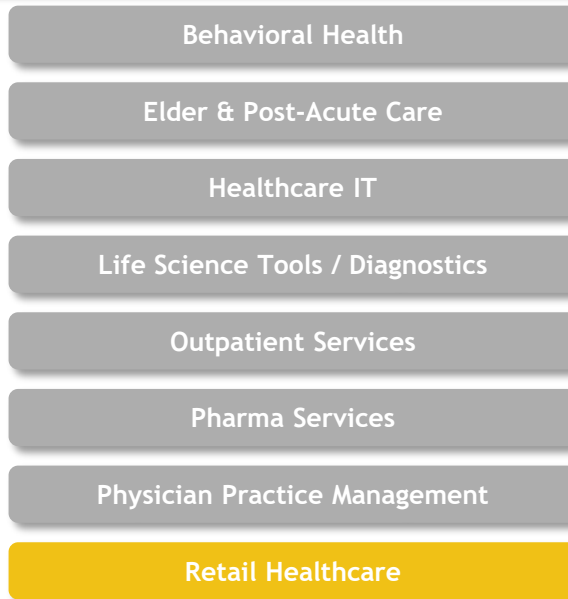 Behavioral Health
Elder & Post-Acute Care
Healthcare IT
Life Science Tools / Diagnostics
Outpatient Services
Pharma Services
Physician Practice Management
Retail Healthcare